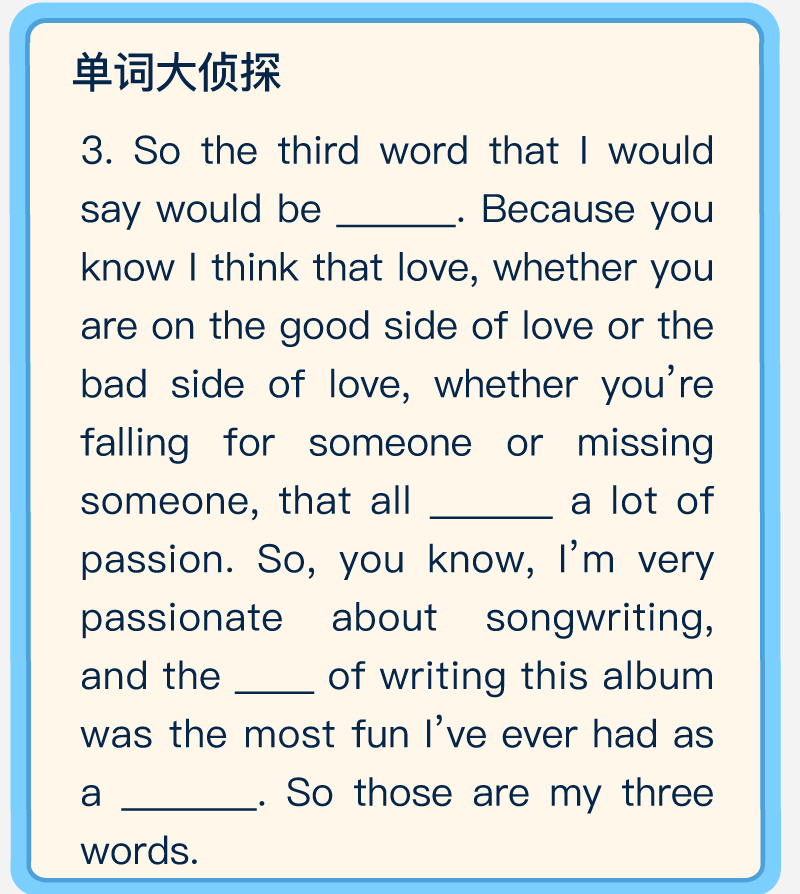 单词大侦探
3. So the third word that I would
say would be ______. Because you
know I think that love, whether you
are on the good side of love or the
bad side of love, whether you’re
falling for someone or missing
someone, that all ______ a lot of
passion. So, you know, I’m very
passionate about songwriting,
and the ____ of writing this album
was the most fun I’ve ever had as
a _______. So those are my three
words.